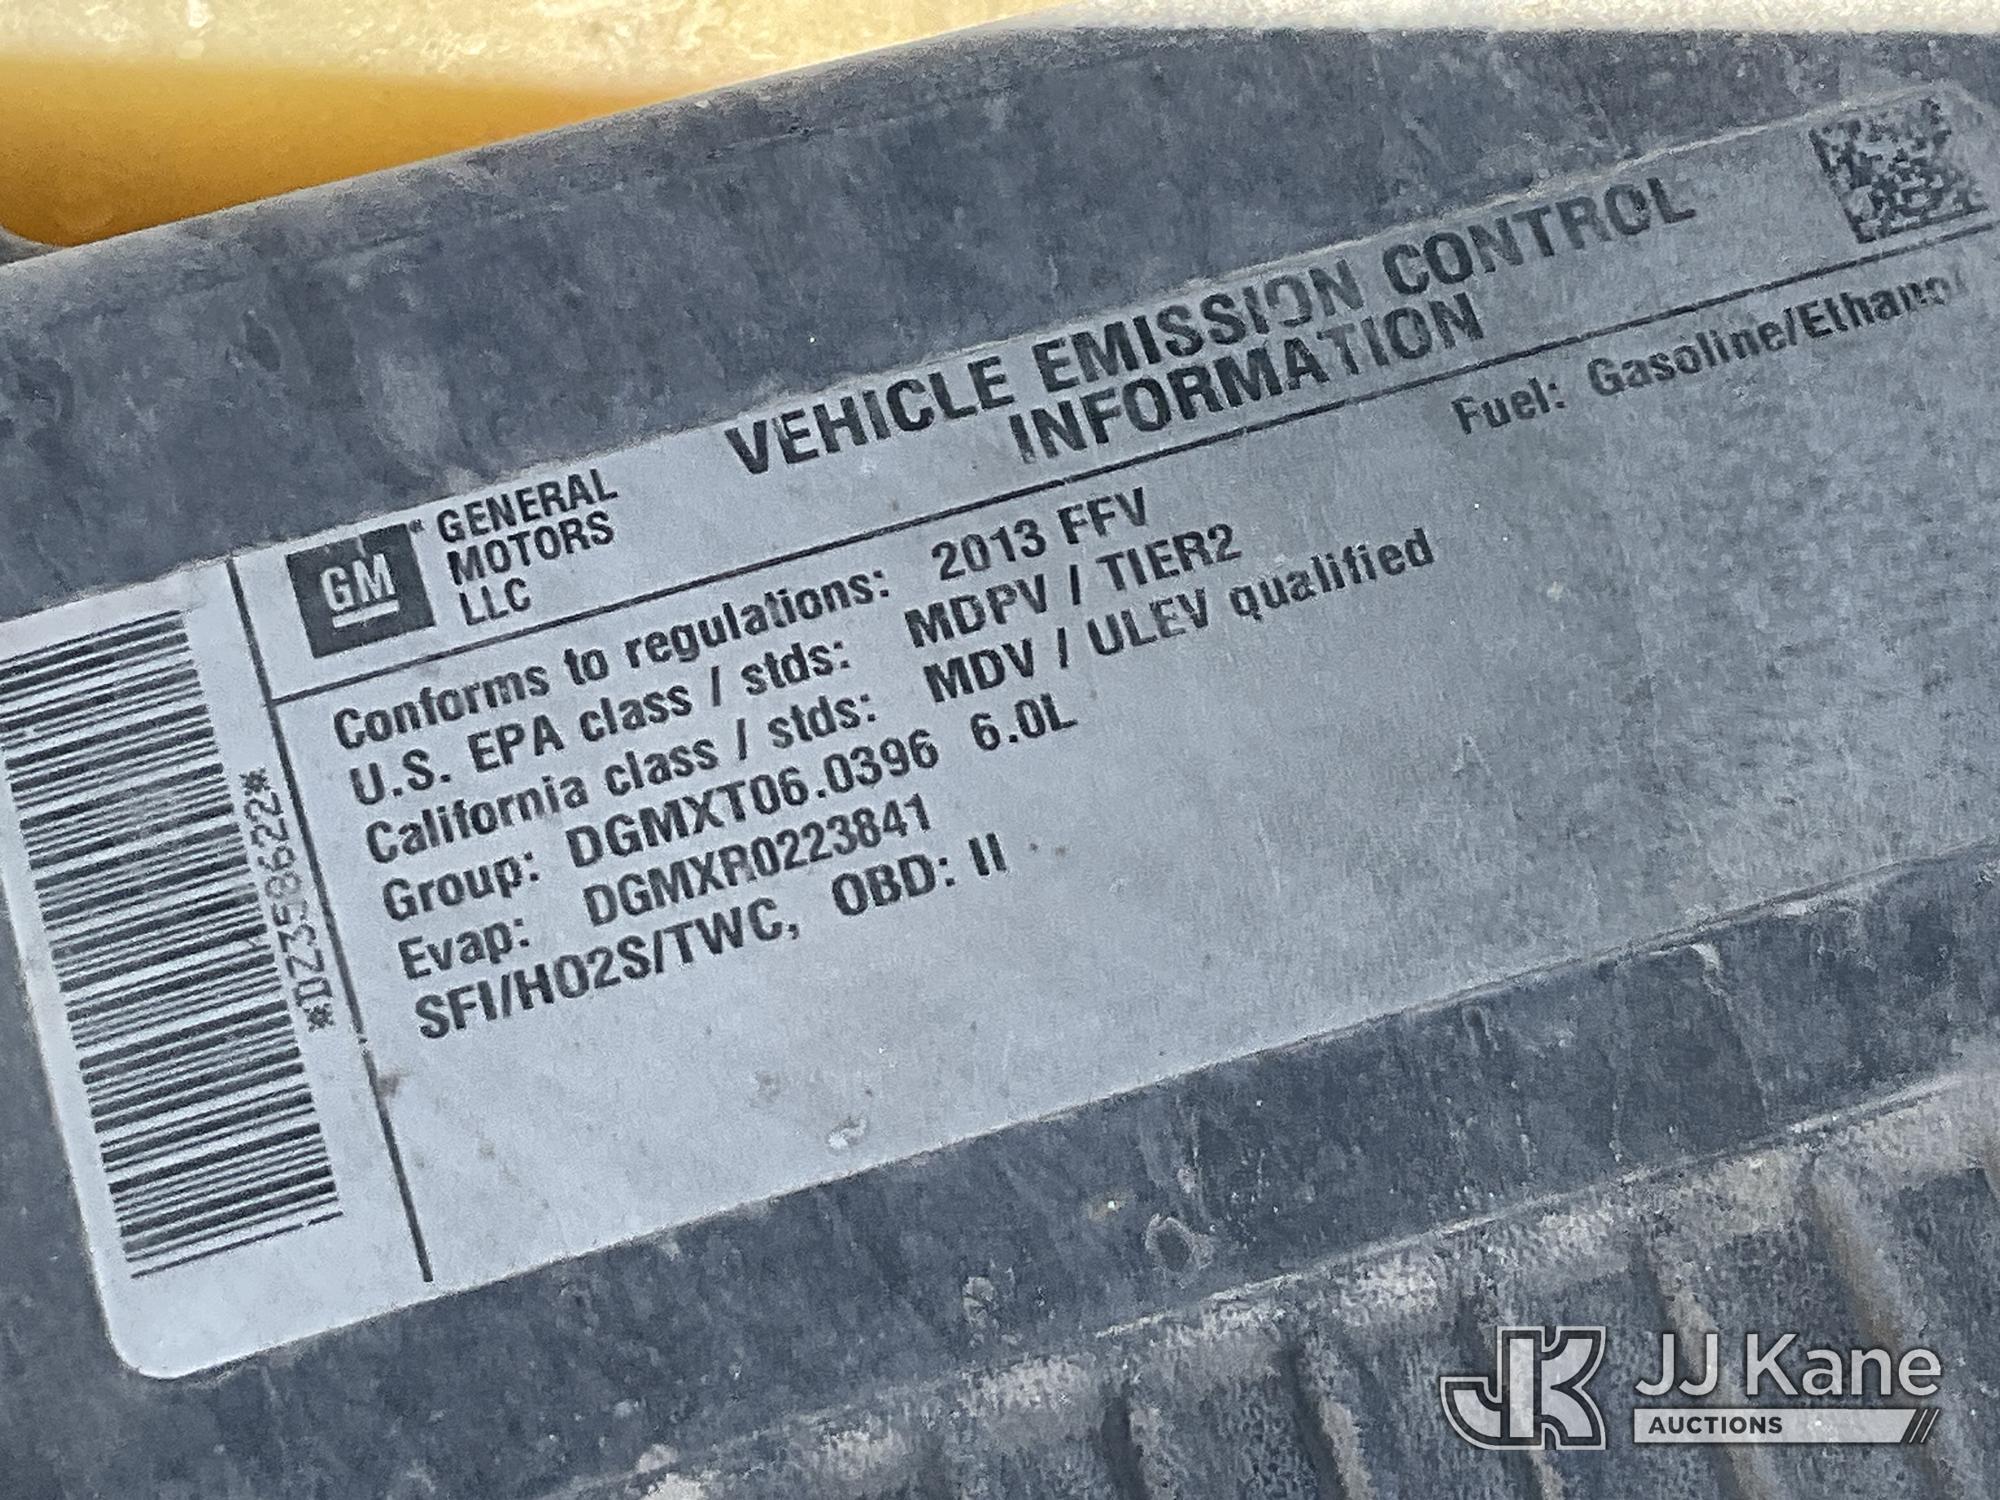 GM
GENERAL
MOTORS
LLC
VEHICLE EMISSION CONTROL
INFORMATION
Conforms to regulations: 2013 FFV
Fuel: Gasoline/Ethanol
U.S. EPA class / stds: MDPV / TIER2
California class / stds: MDV / ULEV qualified
Group: DGMXT06.0396 6.0L
Evap: DGMXR0223841
SFI/HO2S/TWC, OBD: II
*DZ358622*
JK
JJ Kane
AUCTIONS